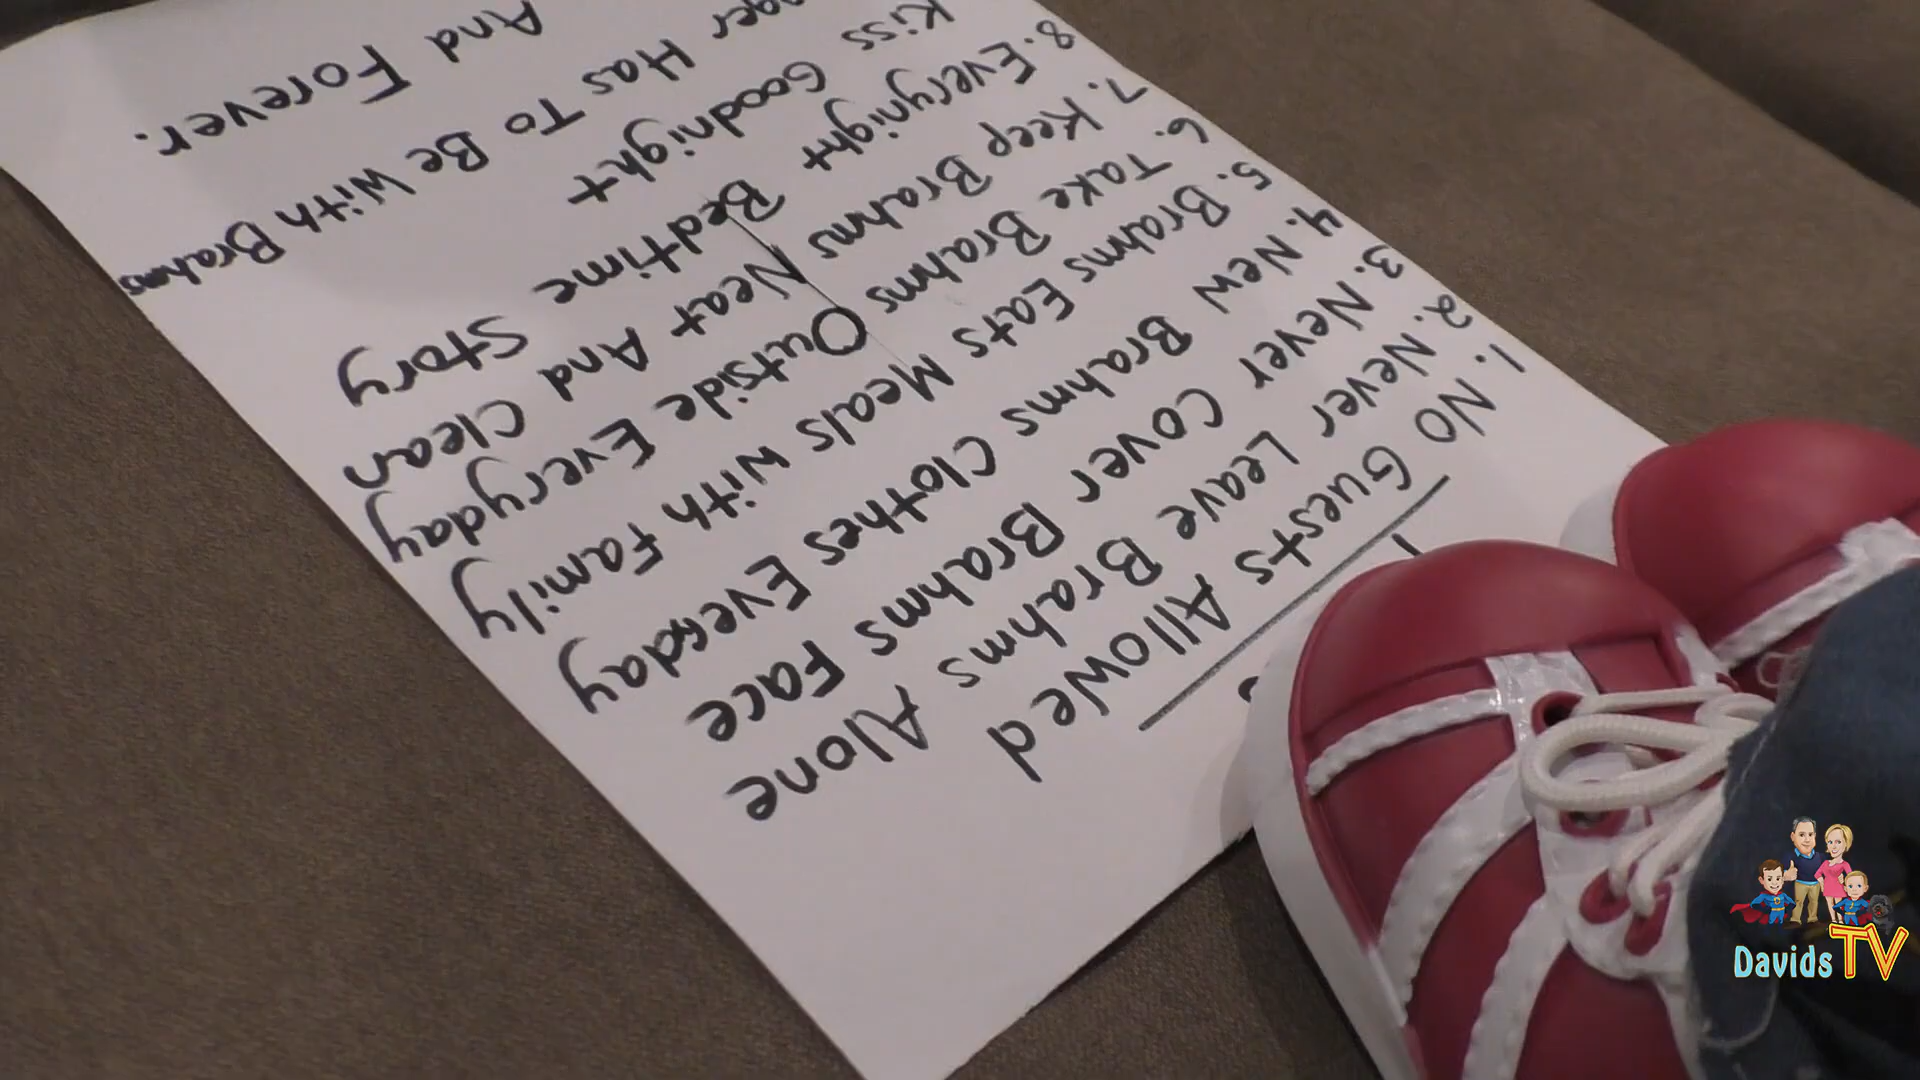 1. No Guests Allowed
2. Never Leave Brahms Alone
3. Never Cover Brahms Face
4. New Brahms Clothes Everyday
5. Brahms Eats Meals with Family
6. Take Brahms Outside Everyday
7. Keep Brahms Neat And Clean
8. Everynight Bedtime Story
Kiss Goodnight
Has To Be With Brahms
And Forever.
Davids TV